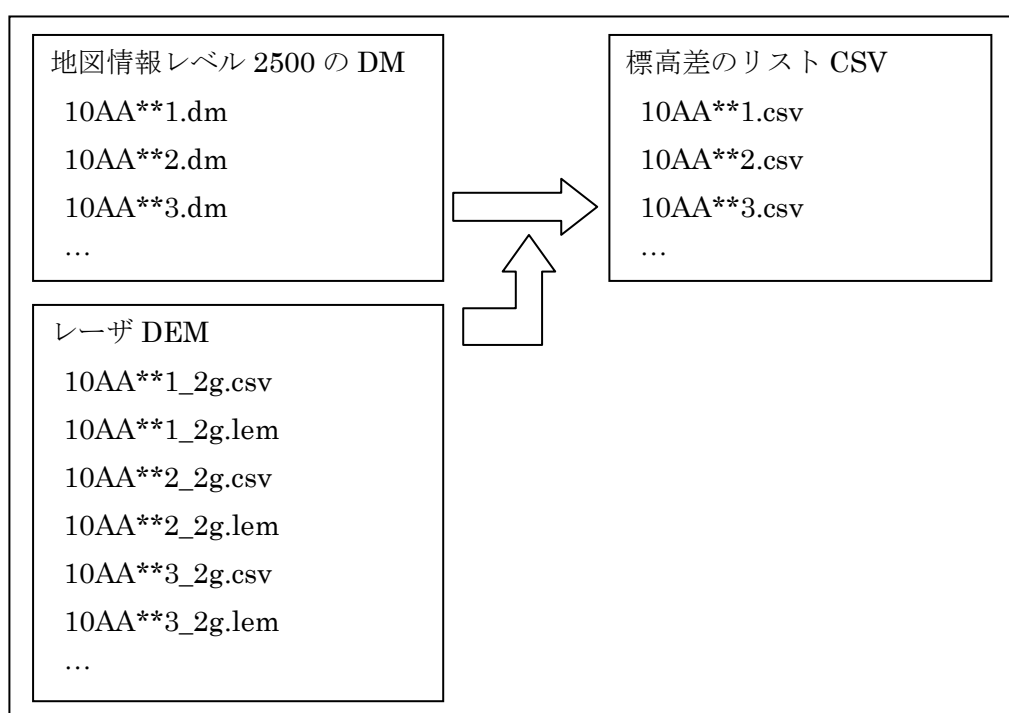 地図情報レベル 2500 の DM
10AA**1.dm
10AA**2.dm
10AA**3.dm
…
レーザ DEM
10AA**1_2g.csv
10AA**1_2g.lem
10AA**2_2g.csv
10AA**2_2g.lem
10AA**3_2g.csv
10AA**3_2g.lem
…
標高差のリスト CSV
10AA**1.csv
10AA**2.csv
10AA**3.csv
…